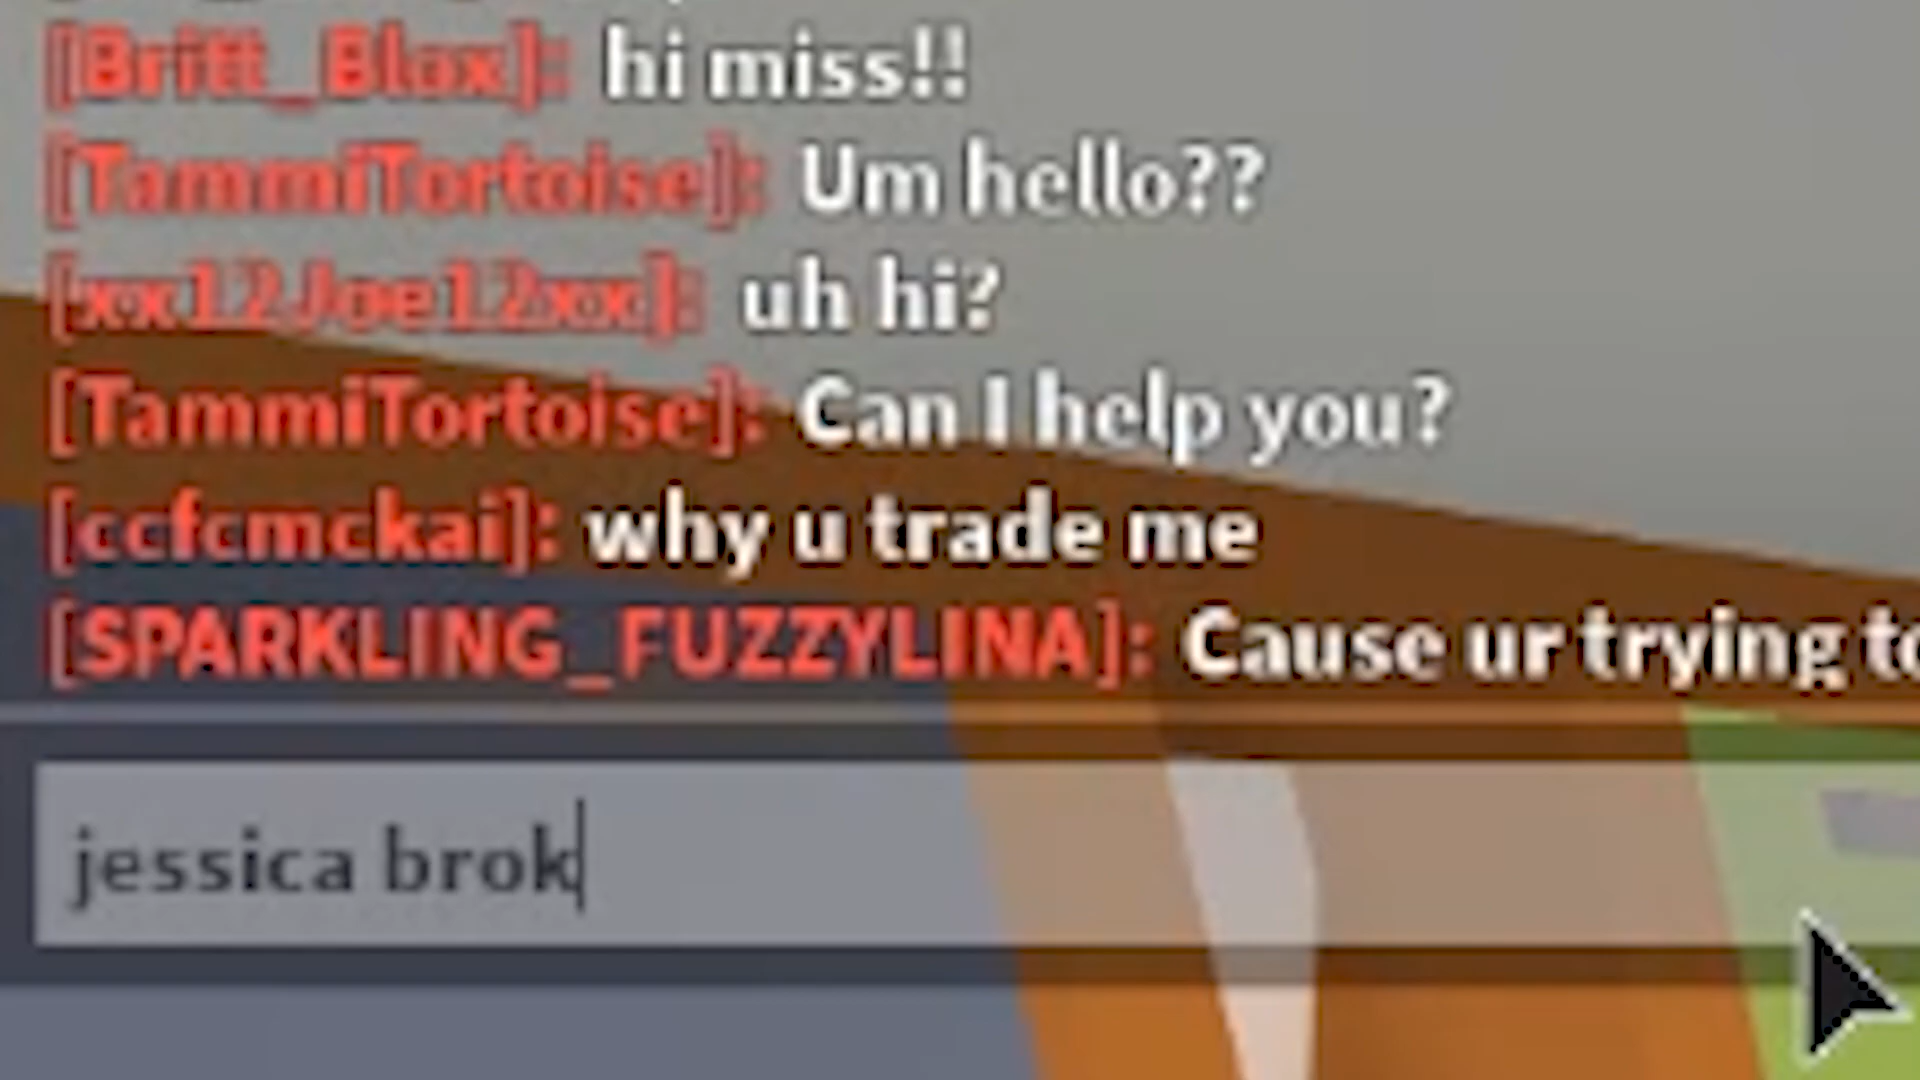 [Britt_Blox]: hi miss!!
[TammiTortoise]: Um hello??
[xx12Joe12xx]: uh hi?
[TammiTortoise]: Can I help you?
[ccfcmckai]: why u trade me
[SPARKLING_FUZZYLINA]: Cause ur trying to
jessica brok